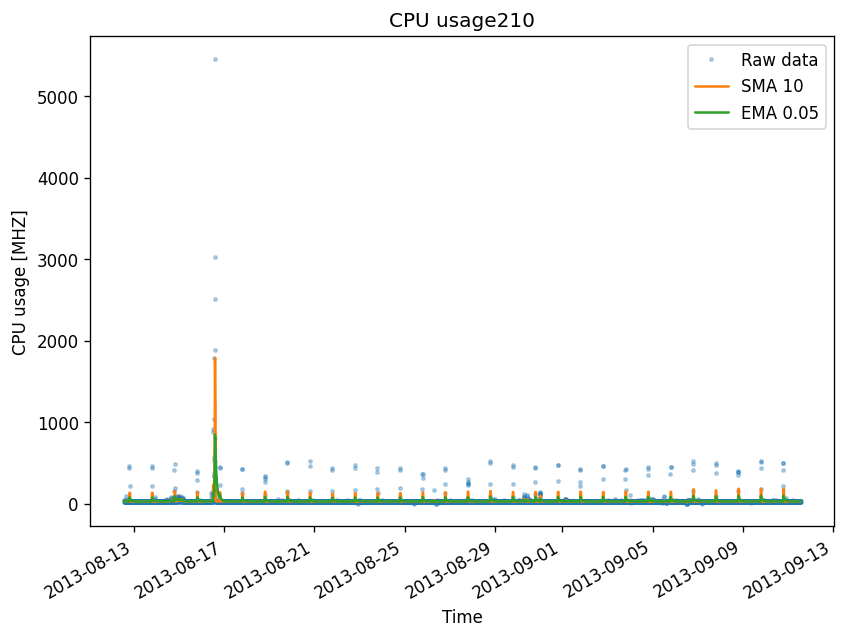 CPU usage210
Raw data
SMA 10
EMA 0.05
CPU usage [MHZ]
5000
4000
3000
2000
1000
0
2013-08-13
2013-08-17
2013-08-21
2013-08-25
2013-08-29
2013-09-01
2013-09-05
2013-09-09
2013-09-13
Time